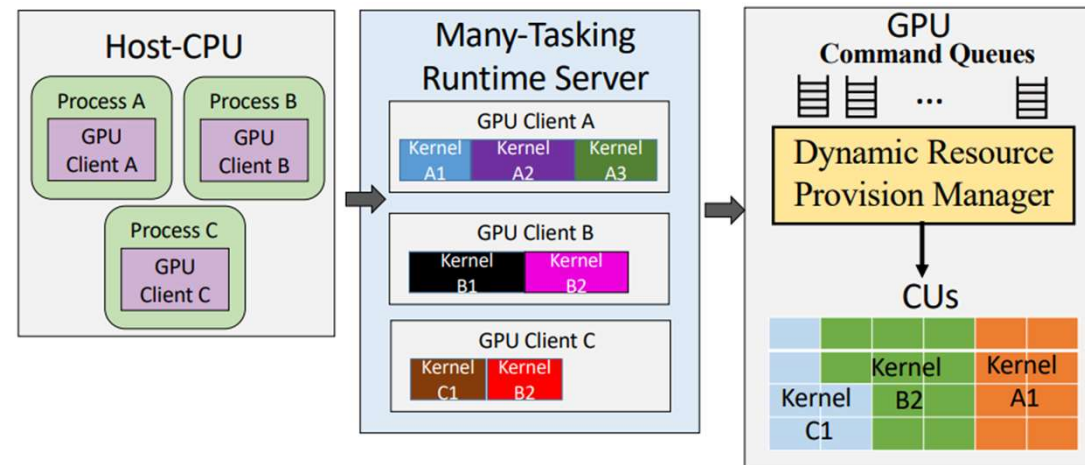 Host-CPU
Process A
GPU
Client A
Process B
GPU
Client B
Process C
GPU
Client C
Many-Tasking
Runtime Server
GPU Client A
Kernel
A1
Kernel
A2
Kernel
A3
GPU Client B
Kernel
B1
Kernel
B2
GPU Client C
Kernel
C1
Kernel
B2
GPU
Command Queues
...
Dynamic Resource
Provision Manager
CUs
Kernel
C1
Kernel
B2
Kernel
A1